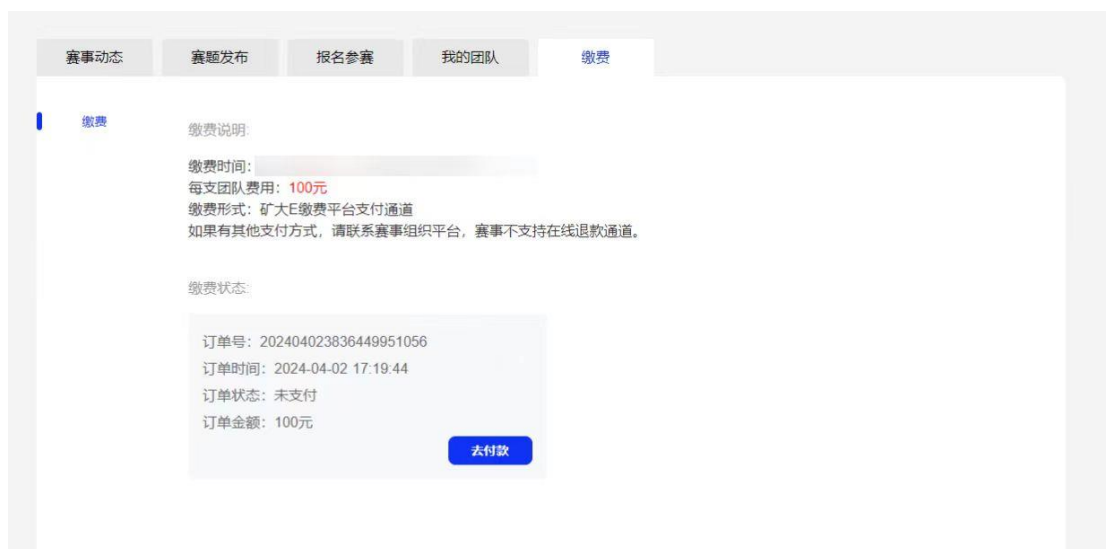 赛事动态 赛题发布 报名参赛 我的团队 缴费
缴费
缴费说明:
缴费时间:
每支团队费用: 100元
缴费形式: 矿大E缴费平台支付通道
如果有其他支付方式, 请联系赛事组织平台, 赛事不支持在线退款通道。
缴费状态:
订单号: 202404023836449951056
订单时间: 2024-04-02 17:19:44
订单状态: 未支付
订单金额: 100元
去付款